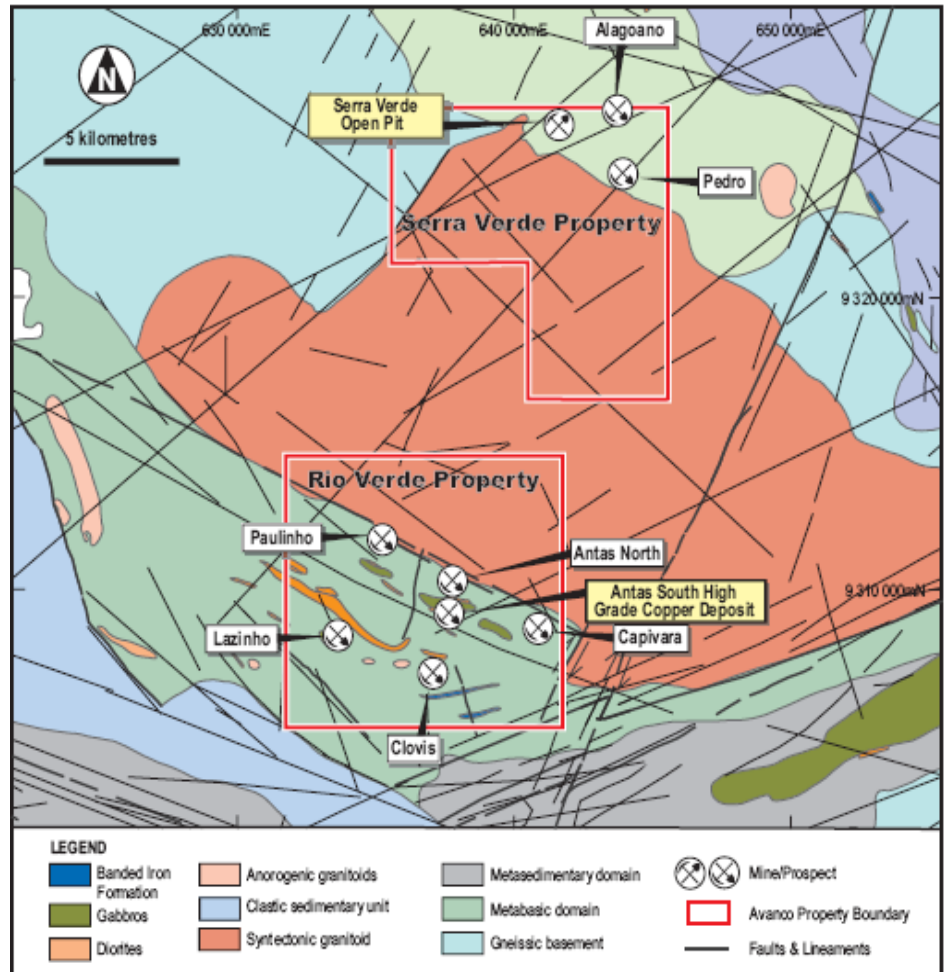 630 000mE
640 000mE
650 000mE
Alagoano
N
Serra Verde
Open Pit
5 kilometres
Pedro
Serra Verde Property
9 320 000mN
Rio Verde Property
Paulinho
Antas North
Antas South High
Grade Copper Deposit
9 310 000mN
Lazinho
Capivara
Clovis
LEGEND
Banded Iron
Formation
Gabbros
Diorites
Anorogenic granitoids
Clastic sedimentary unit
Syntectonic granitoid
Metasedimentary domain
Metabasic domain
Gneissic basement
Mine/Prospect
Avanco Property Boundary
Faults & Lineaments